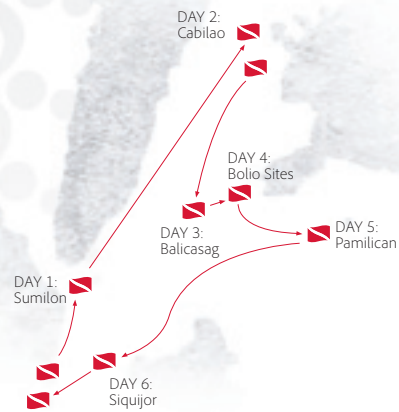 DAY 2:
Cabilao
DAY 4:
Bolio Sites
DAY 3:
Balicasag
DAY 5:
Pamilican
DAY 1:
Sumilon
DAY 6:
Siquijor